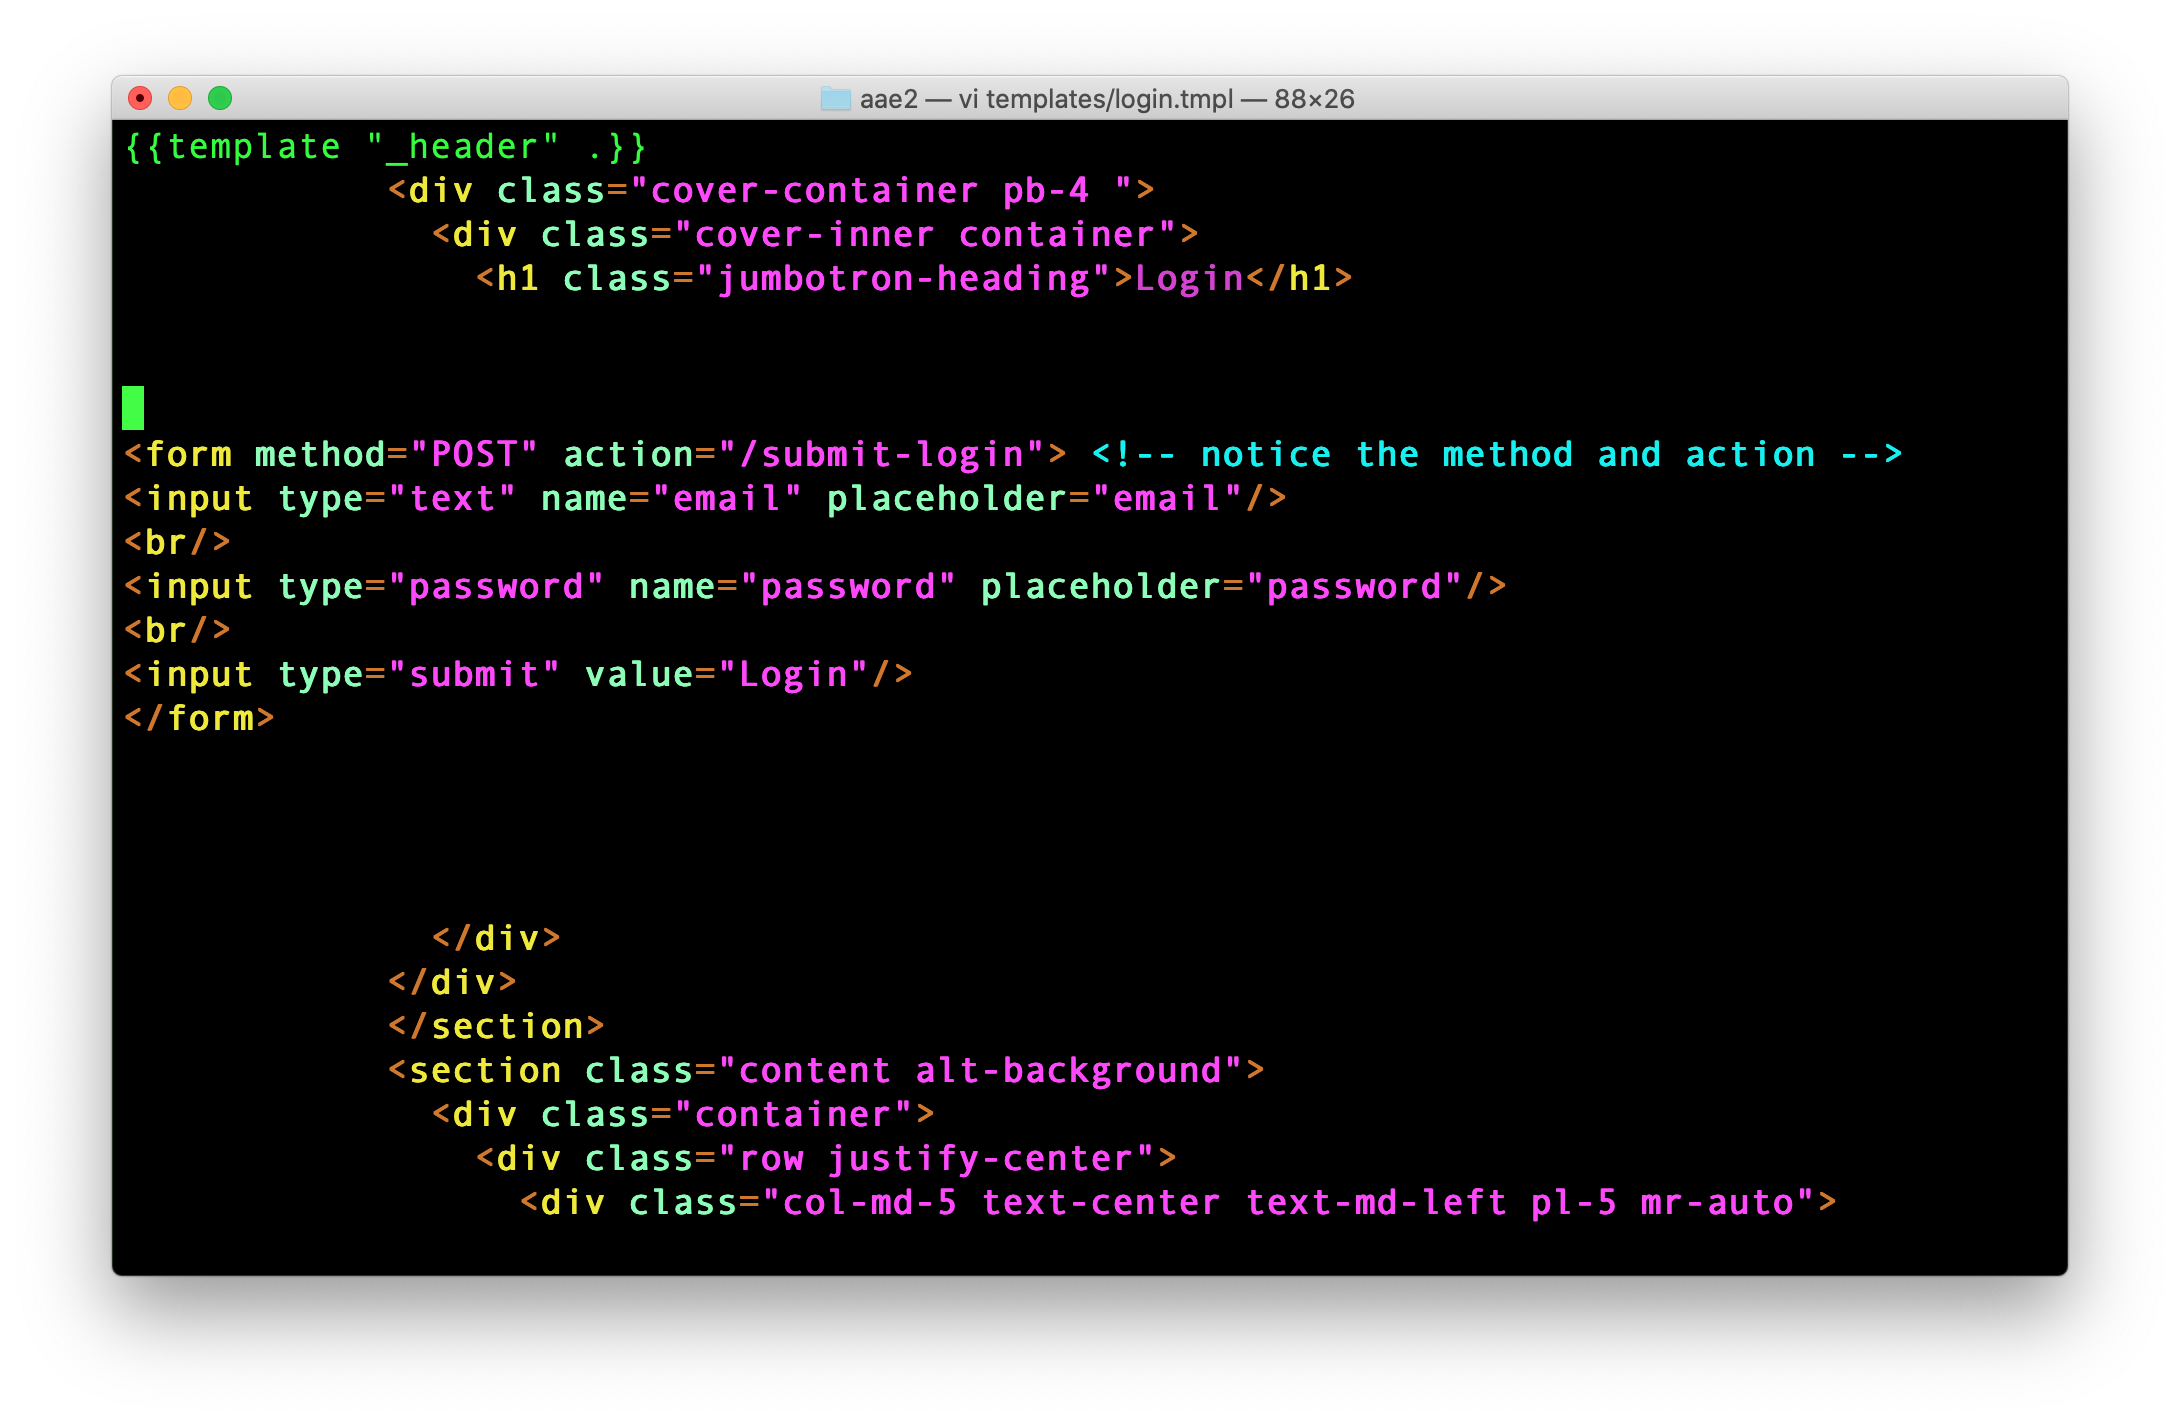 aae2 — vi templates/login.tmpl — 88×26
{{template "_header" .}}
<div class="cover-container pb-4 ">
<div class="cover-inner container">
<h1 class="jumbotron-heading">Login</h1>
<form method="POST" action="/submit-login"> <!-- notice the method and action -->
<input type="text" name="email" placeholder="email"/>
<br/>
<input type="password" name="password" placeholder="password"/>
<br/>
<input type="submit" value="Login"/>
</form>
</div>
</div>
</section>
<section class="content alt-background">
<div class="container">
<div class="row justify-center">
<div class="col-md-5 text-center text-md-left pl-5 mr-auto">